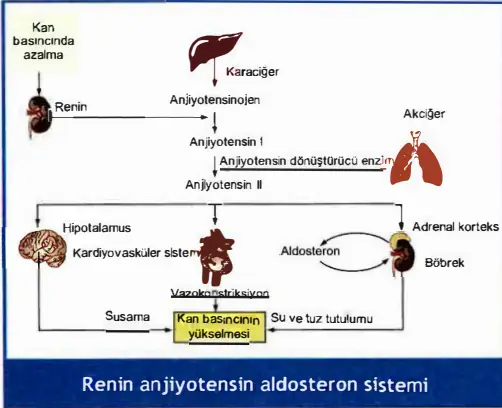 Kan
basıncında
azalma
Karaciğer
Renin
Anjiyotensinojen
Akciğer
Anjiyotensin I
Anjiyotensin dönüştürücü enzim
Anjiyotensin II
Hipotalamus
Adrenal korteks
Kardiyovasküler sistem
Aldosteron
Böbrek
Vazokonstriksiyon
Susama
Kan basıncının
yükselmesi
Su ve tuz tutulumu
Renin anjiyotensin aldosteron sistemi